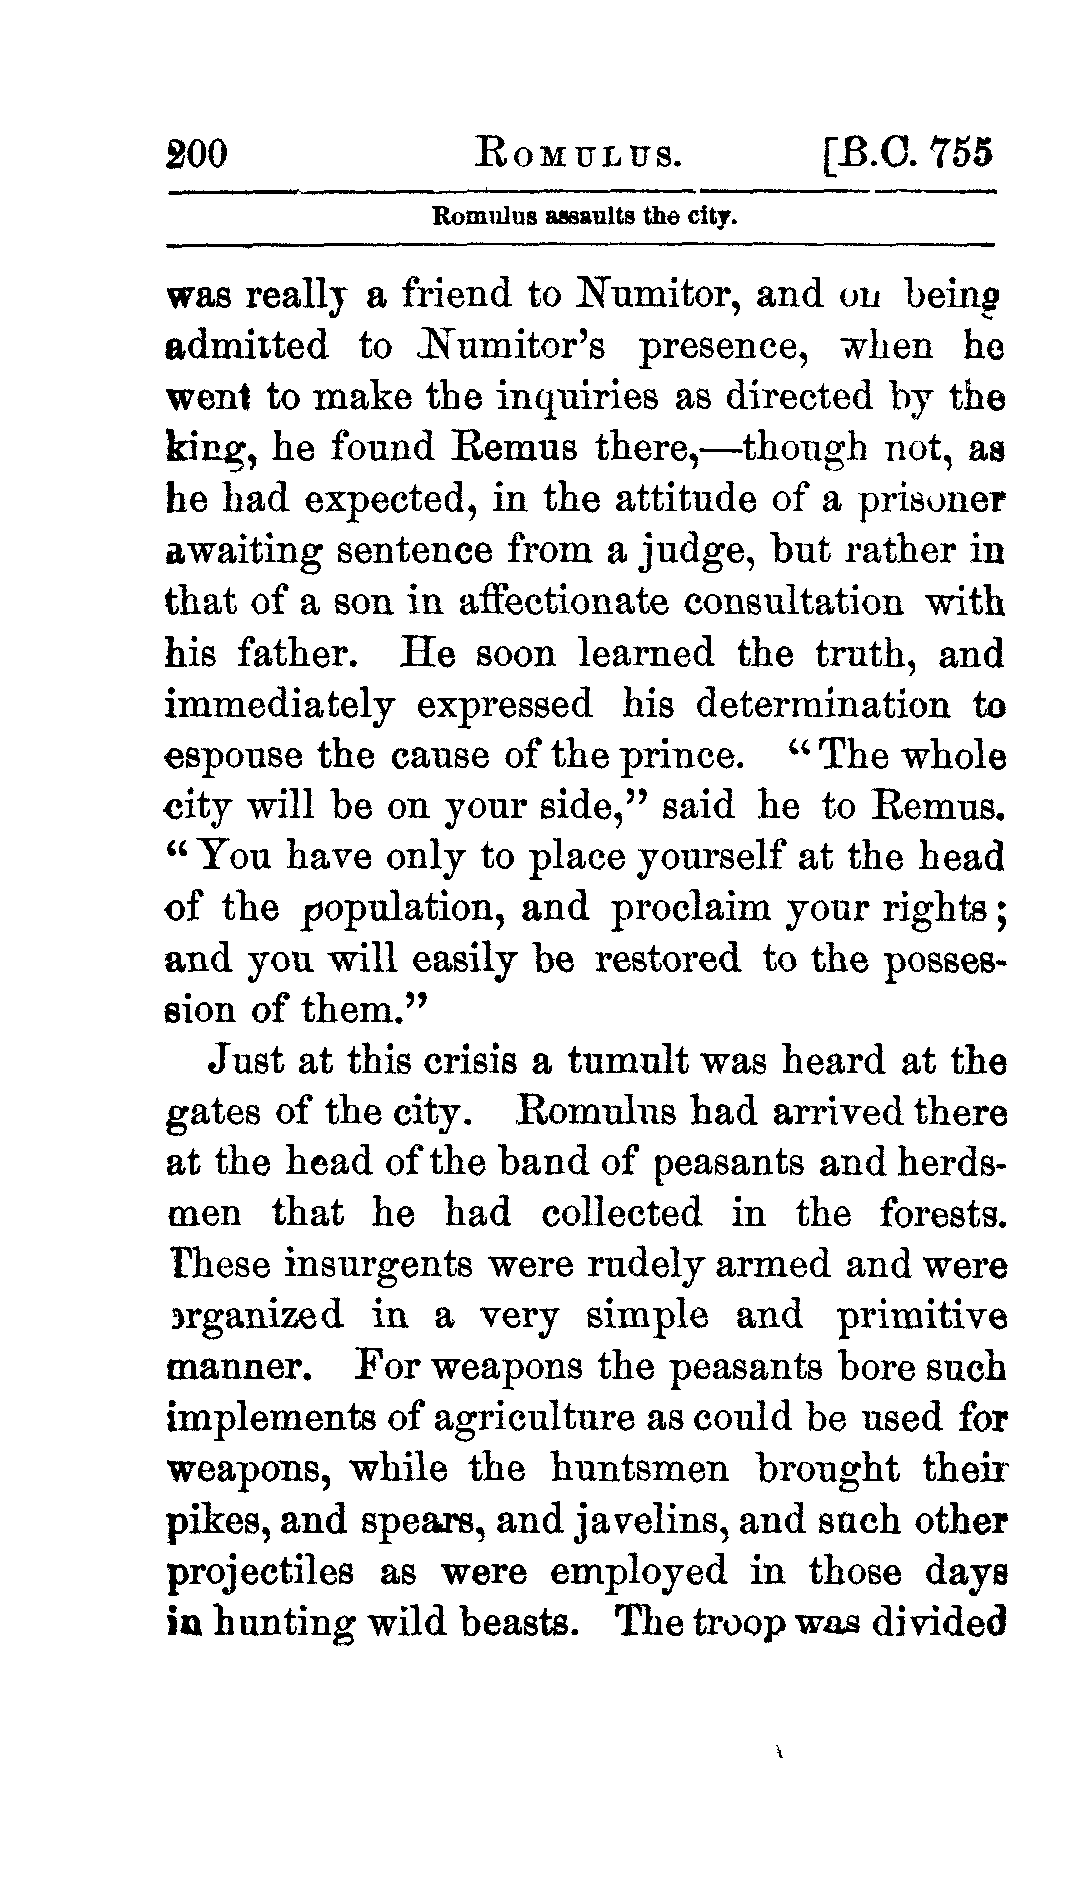 200 ROMULUS. [B.C. 755
Romulus assaults the city.
was really a friend to Numitor, and on being
admitted to Numitor's presence, when he
went to make the inquiries as directed by the
king, he found Remus there,—though not, as
he had expected, in the attitude of a prisoner
awaiting sentence from a judge, but rather in
that of a son in affectionate consultation with
his father. He soon learned the truth, and
immediately expressed his determination to
espouse the cause of the prince. “The whole
city will be on your side,” said he to Remus.
“You have only to place yourself at the head
of the population, and proclaim your rights;
and you will easily be restored to the posses-
sion of them.”
Just at this crisis a tumult was heard at the
gates of the city. Romulus had arrived there
at the head of the band of peasants and herds-
men that he had collected in the forests.
These insurgents were rudely armed and were
organized in a very simple and primitive
manner. For weapons the peasants bore such
implements of agriculture as could be used for
weapons, while the huntsmen brought their
pikes, and spears, and javelins, and such other
projectiles as were employed in those days
in hunting wild beasts. The troop was divided